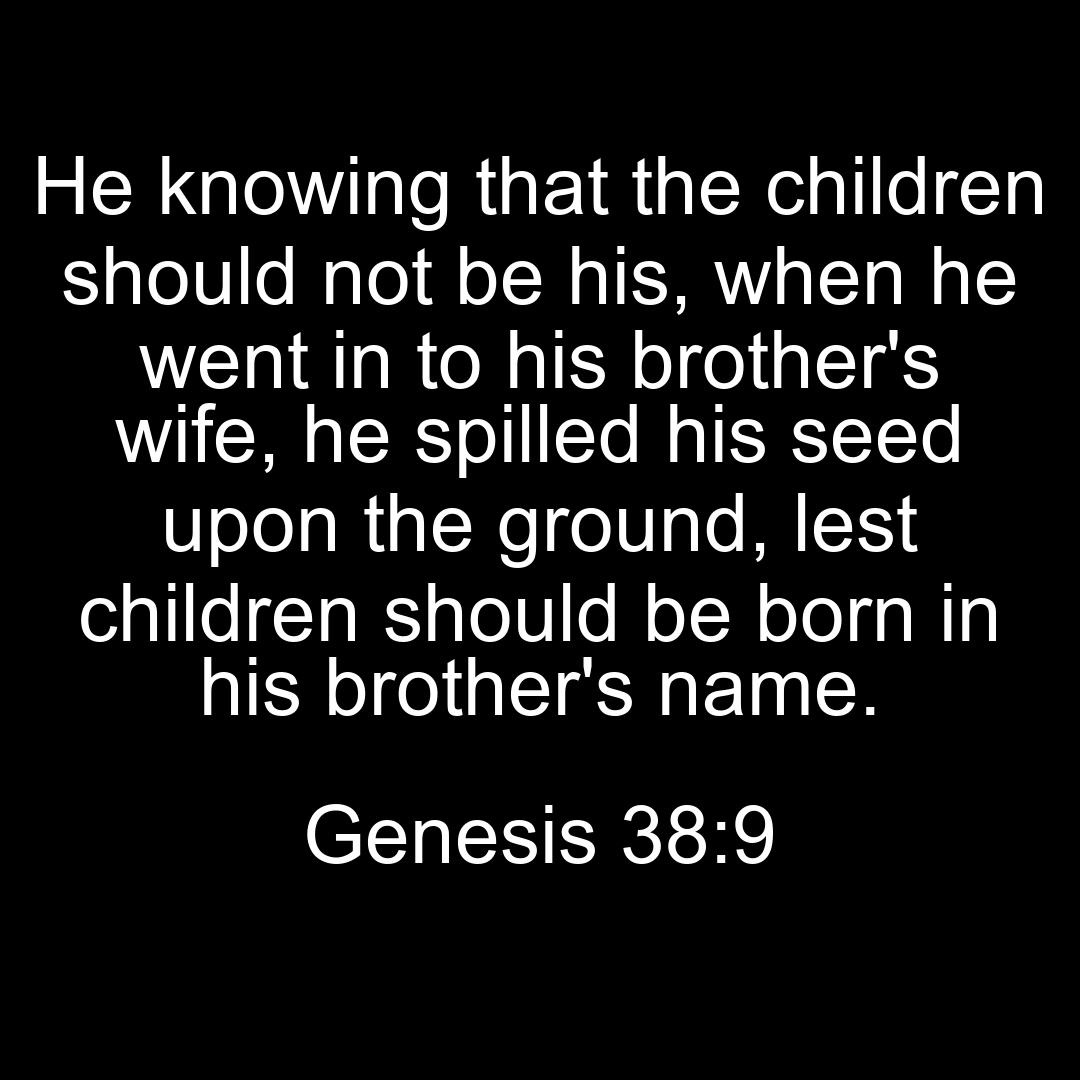 He knowing that the children
should not be his, when he
went in to his brother's
wife, he spilled his seed
upon the ground, lest
children should be born in
his brother's name.
Genesis 38:9